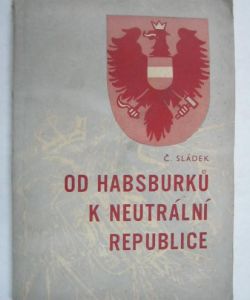 Č. SLÁDEK
OD HABSBURKŮ
K NEUTRÁLNÍ
REPUBLICE